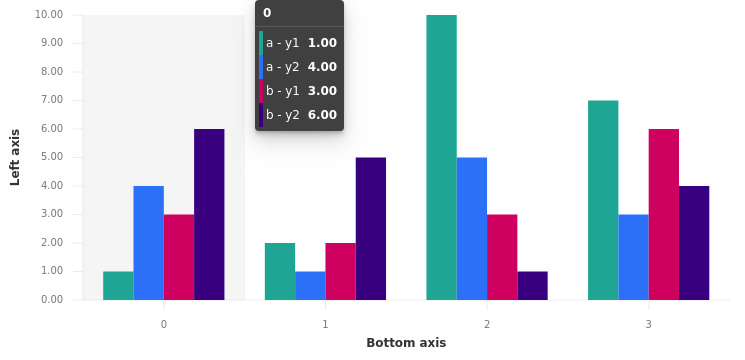 0
a - y1 1.00
a - y2 4.00
b - y1 3.00
b - y2 6.00
10.00
9.00
8.00
7.00
6.00
5.00
4.00
3.00
2.00
1.00
0.00
Left axis
0 1 2 3
Bottom axis